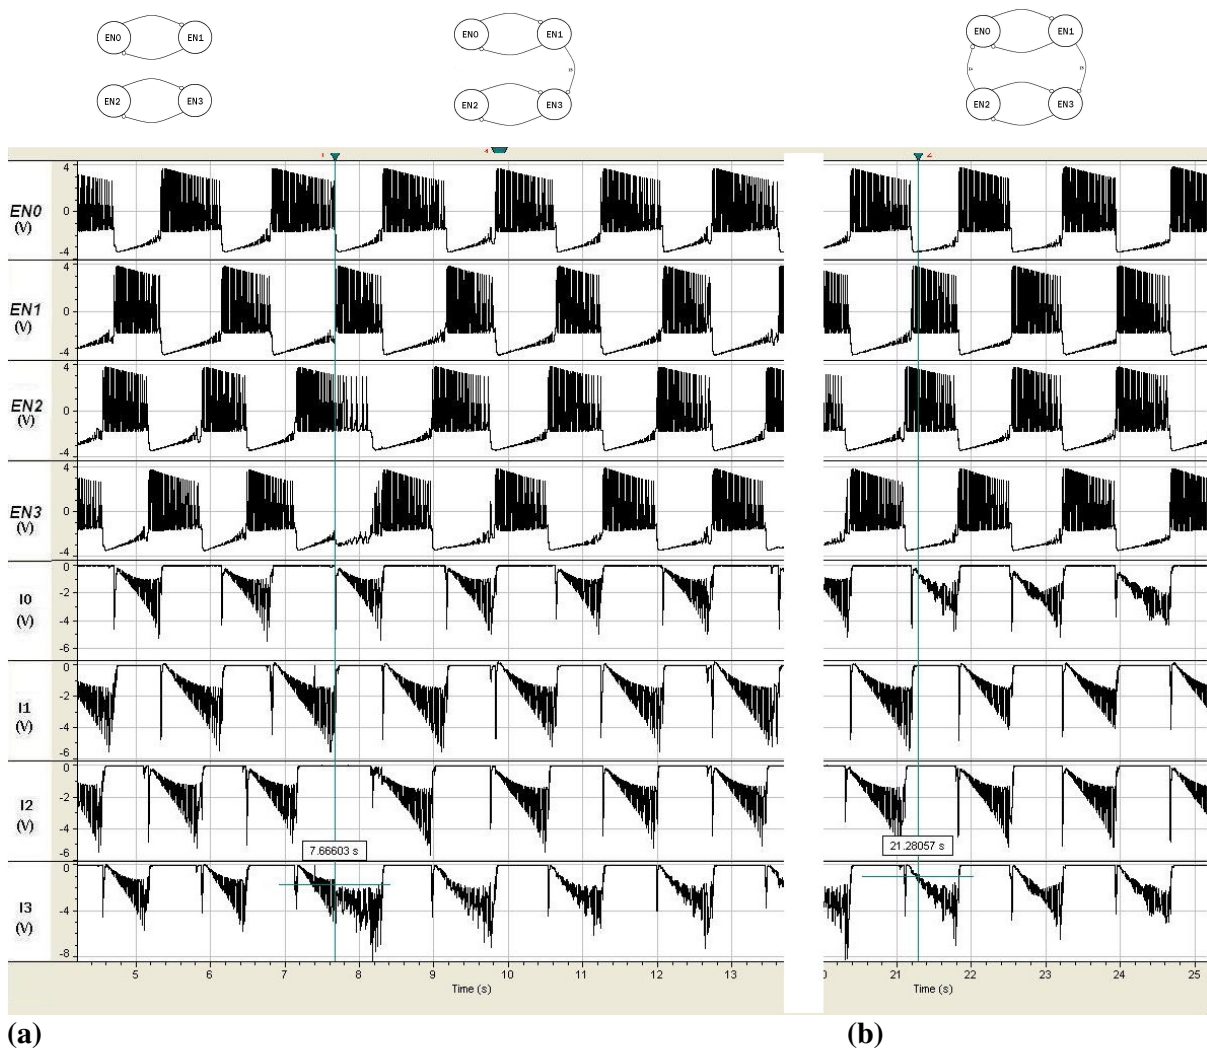 EN0 EN1 EN0 EN1 EN0 EN1
EN2 EN3 EN2 EN3 EN2 EN3
EN0
(V)
4
0
-4
EN1
(V)
4
0
-4
EN2
(V)
4
0
-4
EN3
(V)
4
0
-4
I0
(V)
0
-2
-4
-6
I1
(V)
0
-2
-4
-6
I2
(V)
0
-2
-4
-6
7.66603 s
21.28057 s
I3
(V)
0
-4
-8
5 6 7 8 9 10 11 12 13
0 21 22 23 24 25
Time (s)
Time (s)
(a)
(b)